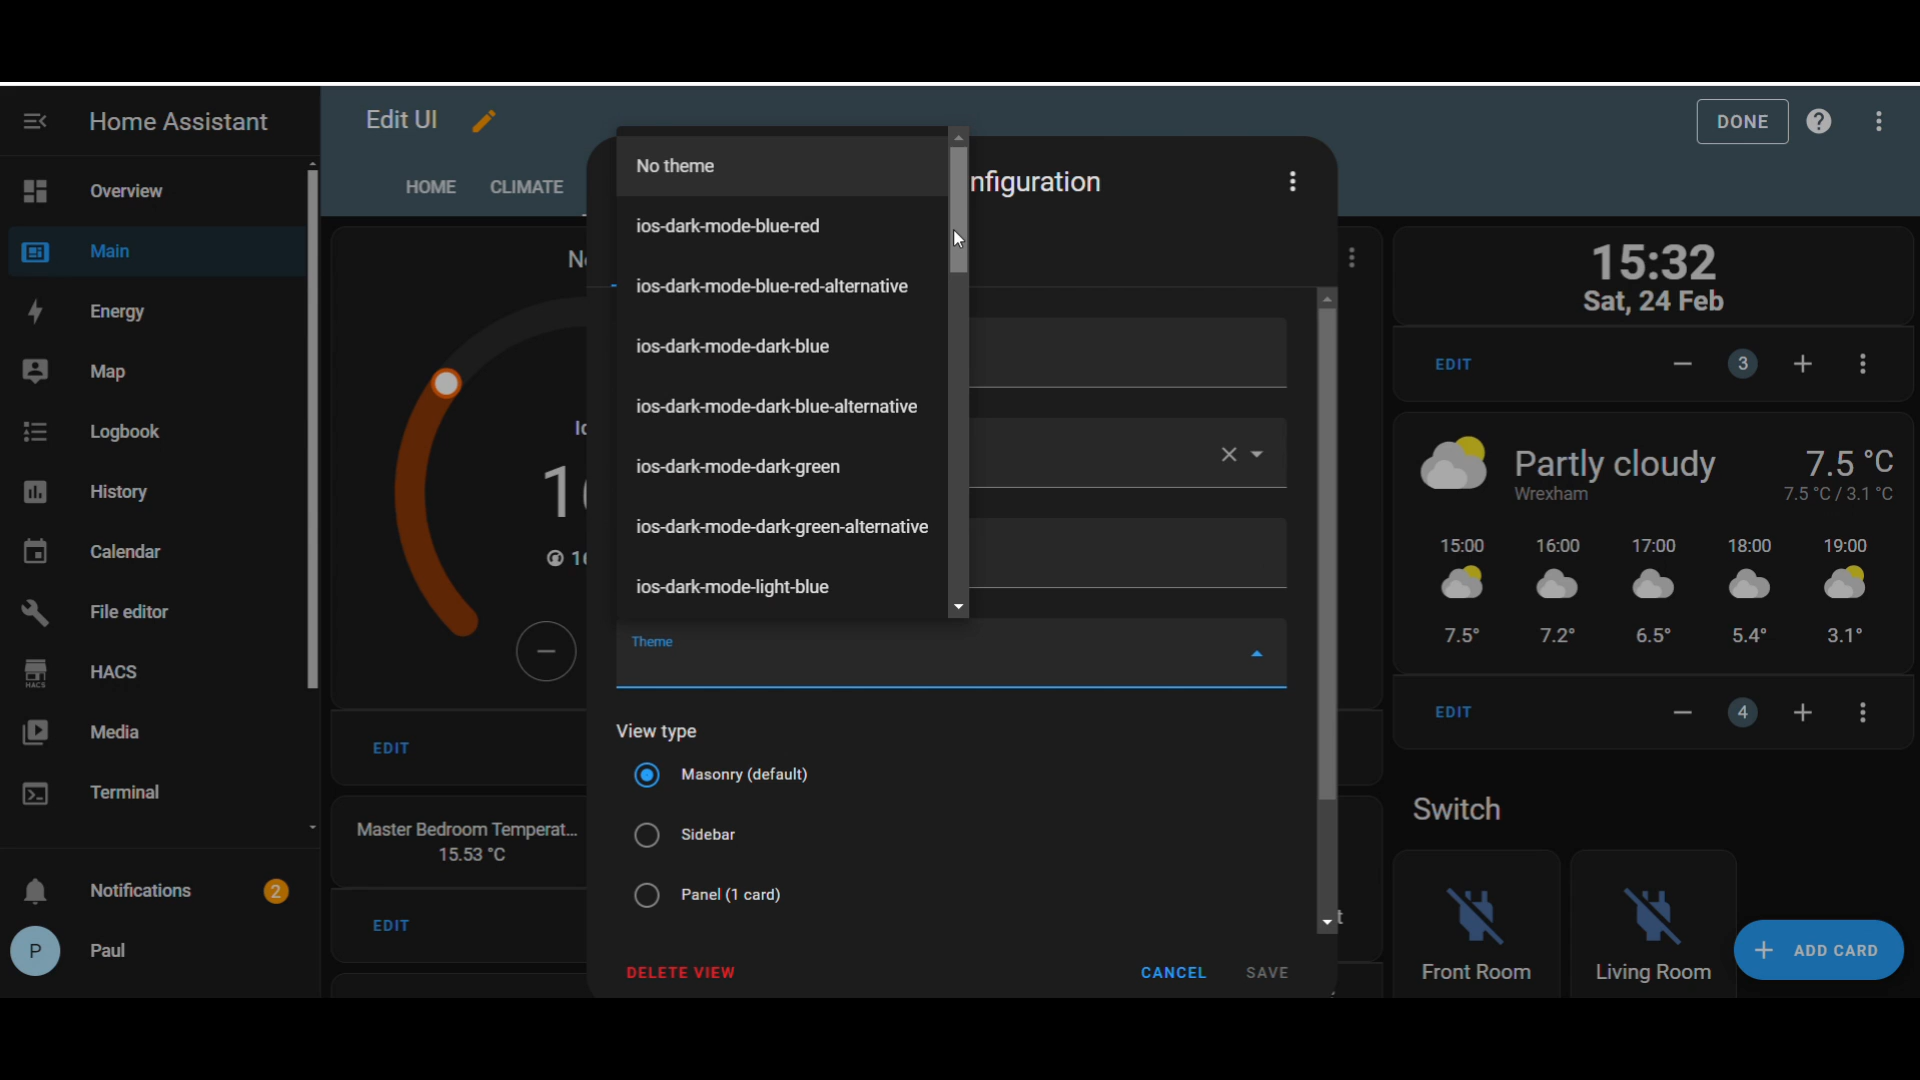 Home Assistant
Overview
Main
Energy
Map
Logbook
History
Calendar
File editor
HACS
HACS
Media
Terminal
Notifications
2
P
Paul
Edit UI
DONE
HOME
CLIMATE
nfiguration
No theme
ios-dark-mode-blue-red
ios-dark-mode-blue-red-alternative
ios-dark-mode-dark-blue
ios-dark-mode-dark-blue-alternative
ios-dark-mode-dark-green
ios-dark-mode-dark-green-alternative
ios-dark-mode-light-blue
Theme
View type
Masonry (default)
Sidebar
Panel (1 card)
DELETE VIEW
CANCEL
SAVE
EDIT
Master Bedroom Temperat...
15.53 °C
EDIT
15:32
Sat, 24 Feb
EDIT
3
Partly cloudy
7.5 °C
Wrexham
7.5 °C / 3.1 °C
15:00 16:00 17:00 18:00 19:00
7.5° 7.2° 6.5° 5.4° 3.1°
EDIT
4
Switch
Front Room
Living Room
ADD CARD